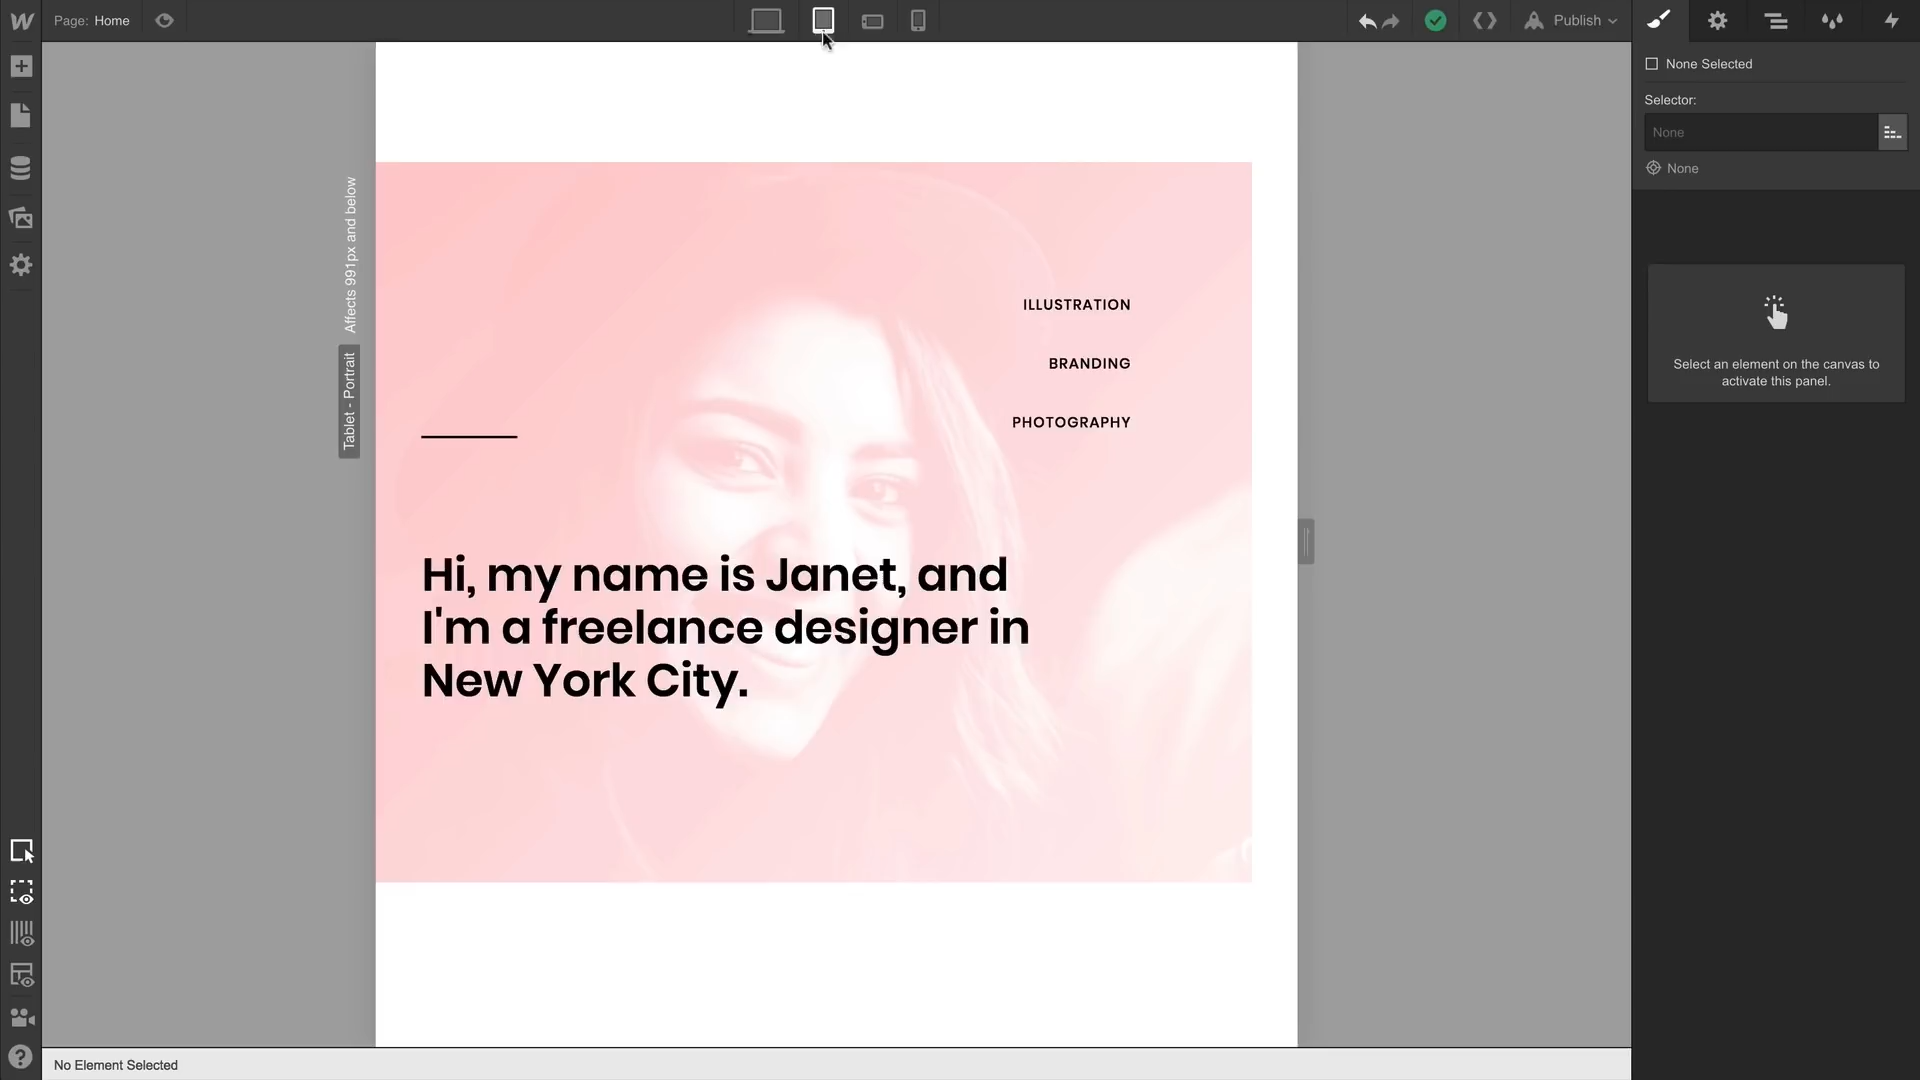 Page: Home
Publish
None Selected
Selector:
None
None
Select an element on the canvas to
activate this panel.
Tablet - Portrait Affects 991px and below
ILLUSTRATION
BRANDING
PHOTOGRAPHY
Hi, my name is Janet, and
I'm a freelance designer in
New York City.
No Element Selected